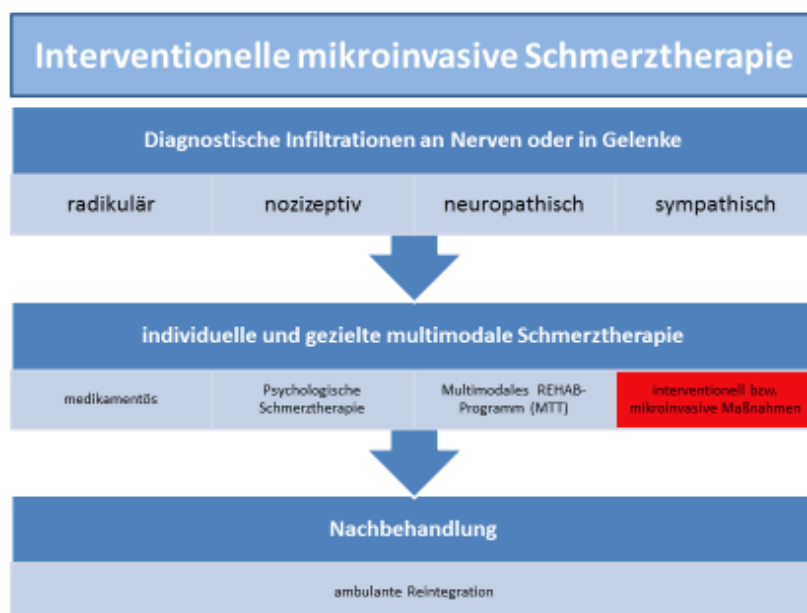 Interventionelle mikroinvasive Schmerztherapie
Diagnostische Infiltrationen an Nerven oder in Gelenke
radikulär
nozizeptiv
neuropathisch
sympathisch
individuelle und gezielte multimodale Schmerztherapie
medikamentös
Psychologische
Schmerztherapie
Multimodales REHAB-
Programm (MTT)
interventionell bzw.
mikroinvasive Maßnahmen
Nachbehandlung
ambulante Reintegration